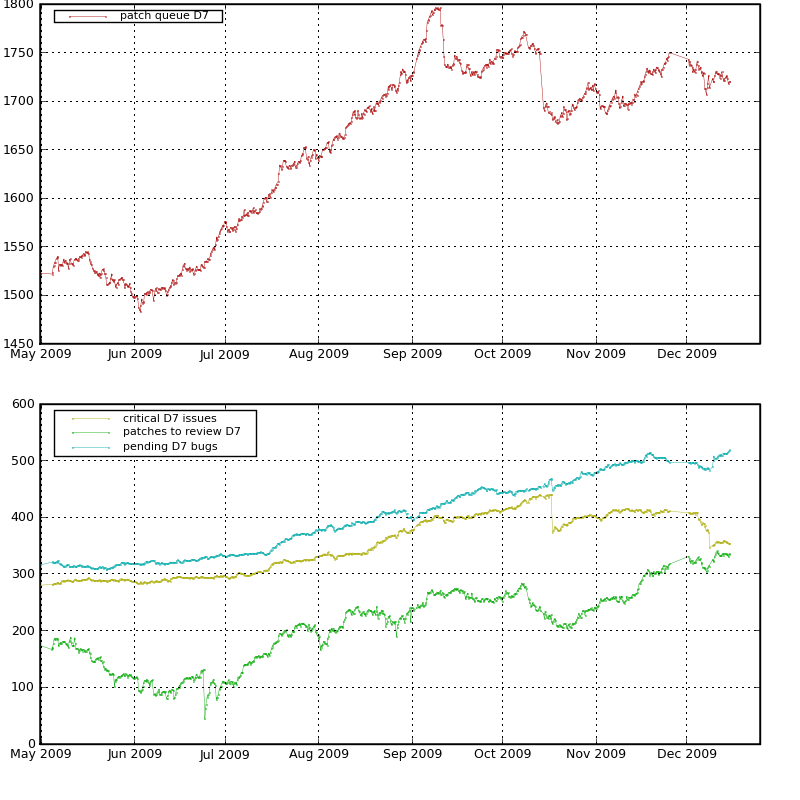 1800
patch queue D7
1750
1700
1650
1600
1550
1500
1450
May 2009 Jun 2009 Jul 2009 Aug 2009 Sep 2009 Oct 2009 Nov 2009 Dec 2009
600
critical D7 issues
patches to review D7
pending D7 bugs
500
400
300
200
100
0
May 2009 Jun 2009 Jul 2009 Aug 2009 Sep 2009 Oct 2009 Nov 2009 Dec 2009